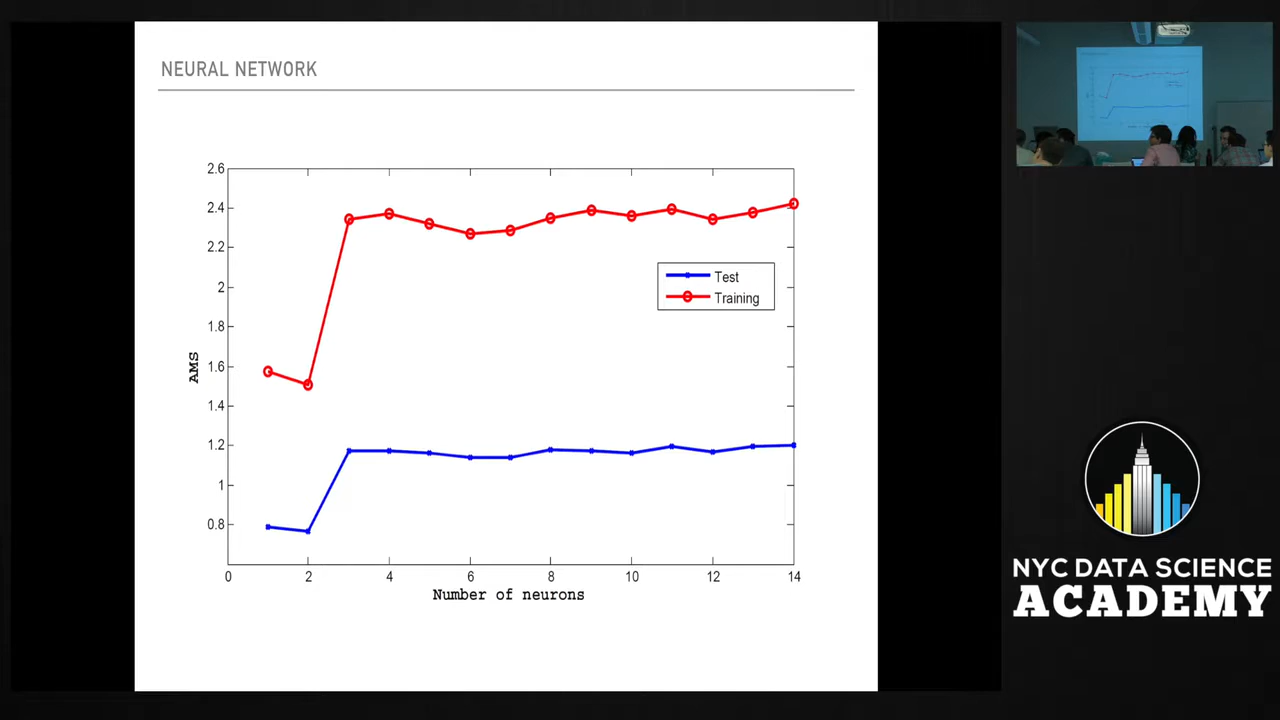 NEURAL NETWORK
2.6
2.4
2.2
2
1.8
1.6
1.4
1.2
1
0.8
AMS
Test
Training
0 2 4 6 8 10 12 14
Number of neurons
NYC DATA SCIENCE
ACADEMY